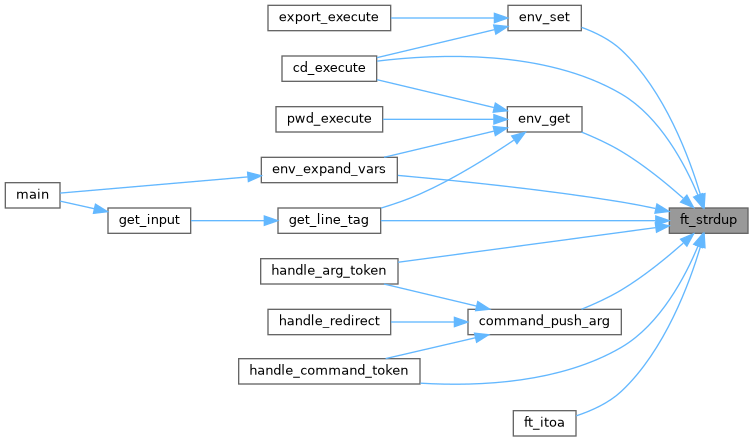 export_execute
env_set
cd_execute
pwd_execute
env_get
env_expand_vars
main
get_input
get_line_tag
ft_strdup
handle_arg_token
handle_redirect
command_push_arg
handle_command_token
ft_itoa